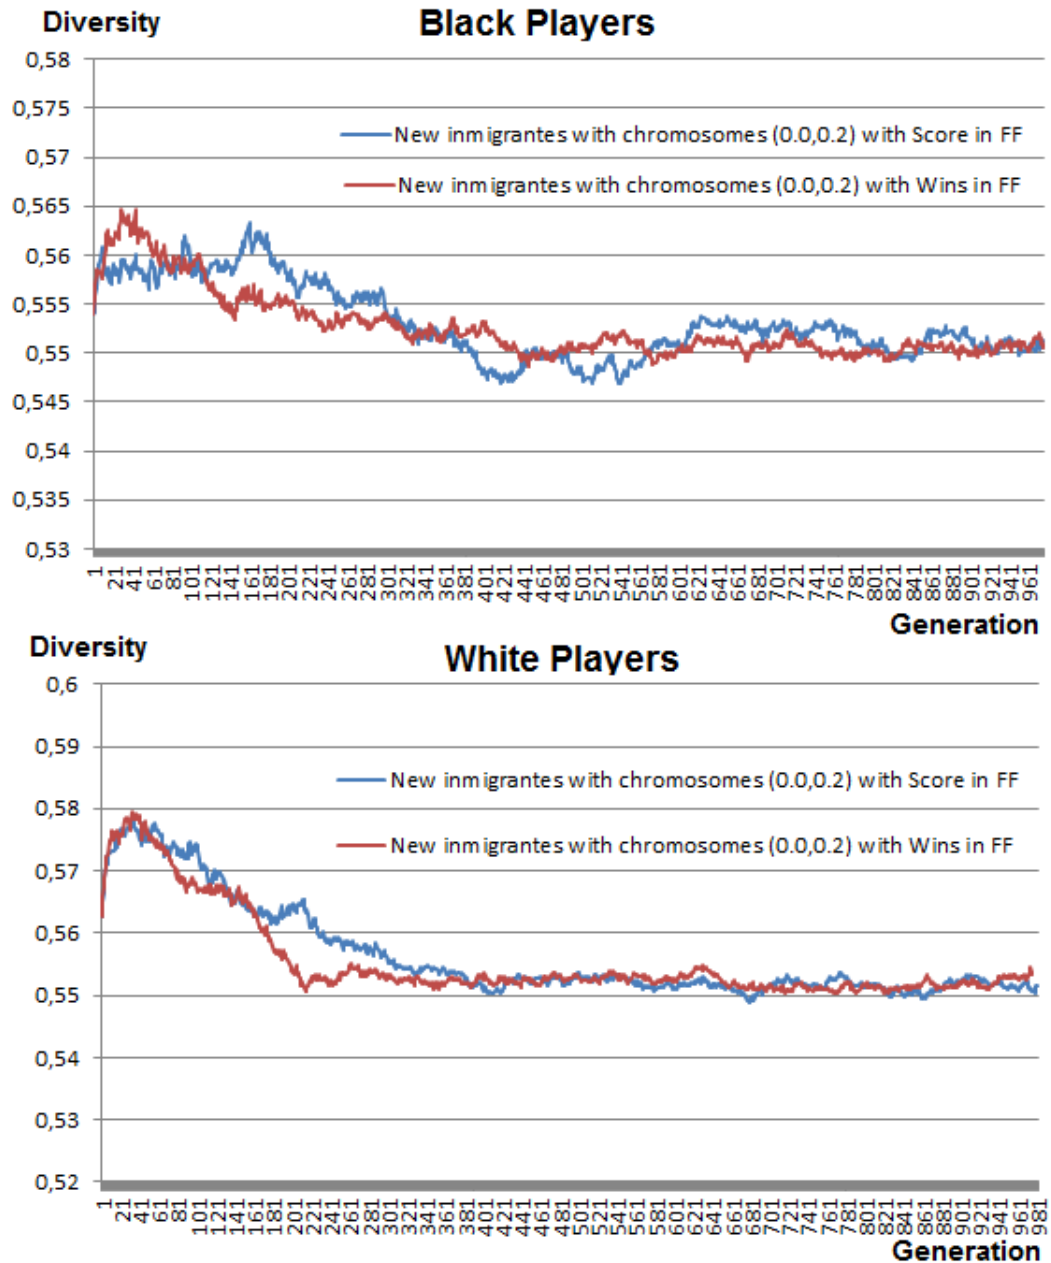 Diversity
Black Players
0,58
0,575
0,57
0,565
0,56
0,555
0,55
0,545
0,54
0,535
0,53
New inmigrantes with chromosomes (0.0,0.2) with Score in FF
New inmigrantes with chromosomes (0.0,0.2) with Wins in FF
1 21 41 61 81 101 121 141 161 181 201 221 241 261 281 301 321 341 361 381 401 421 441 461 481 501 521 541 561 581 601 621 641 661 681 701 721 741 761 781 801 821 841 861 881 901 921 941 961
Generation
Diversity
White Players
0,6
0,59
0,58
0,57
0,56
0,55
0,54
0,53
0,52
New inmigrantes with chromosomes (0.0,0.2) with Score in FF
New inmigrantes with chromosomes (0.0,0.2) with Wins in FF
1 21 41 61 81 101 121 141 161 181 201 221 241 261 281 301 321 341 361 381 401 421 441 461 481 501 521 541 561 581 601 621 641 661 681 701 721 741 761 781 801 821 841 861 881 901 921 941 961 981
Generation